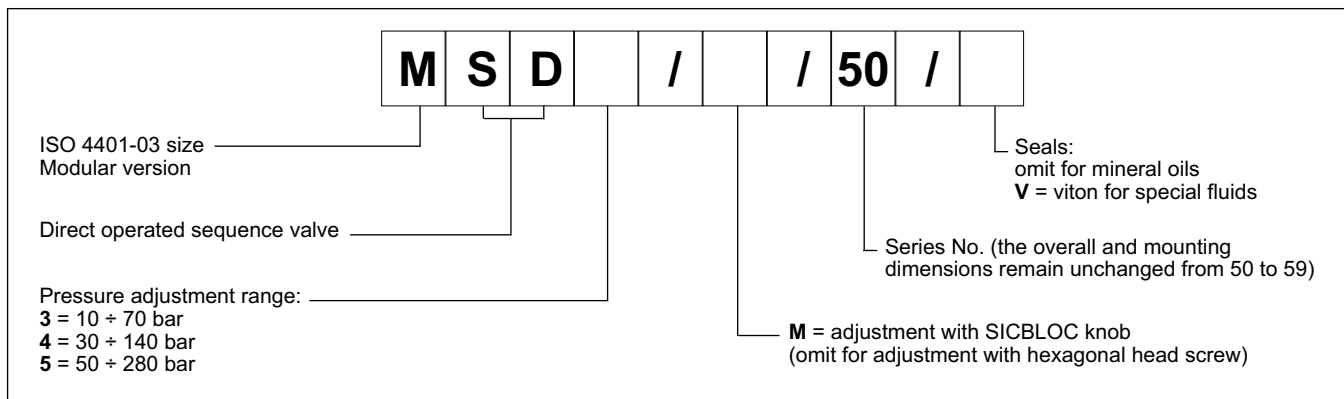 M S D / / 50 /
ISO 4401-03 size
Modular version
Direct operated sequence valve
Pressure adjustment range:
3 = 10 ÷ 70 bar
4 = 30 ÷ 140 bar
5 = 50 ÷ 280 bar
Seals:
omit for mineral oils
V = viton for special fluids
Series No. (the overall and mounting
dimensions remain unchanged from 50 to 59)
M = adjustment with SICBLOC knob
(omit for adjustment with hexagonal head screw)